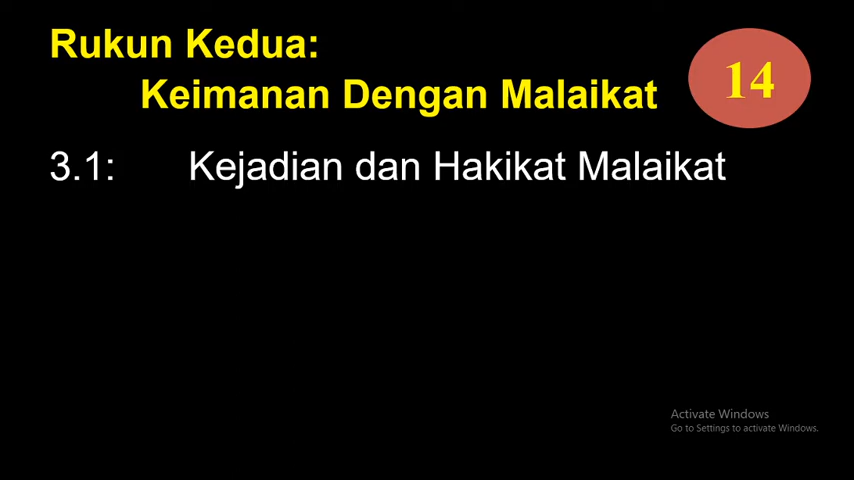 Rukun Kedua:
Keimanan Dengan Malaikat
14
3.1: Kejadian dan Hakikat Malaikat
Activate Windows
Go to Settings to activate Windows.